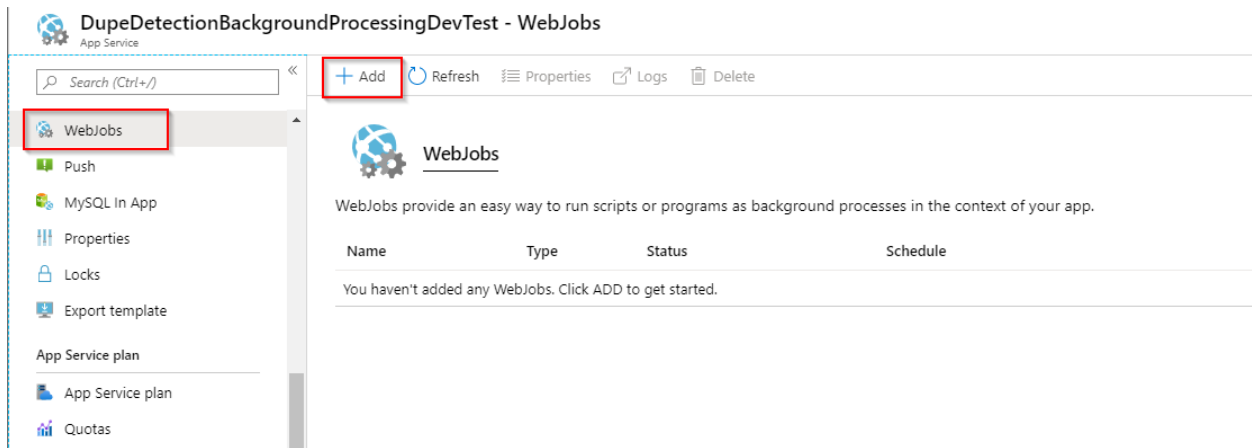 DupeDetectionBackgroundProcessingDevTest - WebJobs
App Service
Search (Ctrl+/)
«
WebJobs
Push
MySQL In App
Properties
Locks
Export template
App Service plan
App Service plan
Quotas
+ Add Refresh Properties Logs Delete
WebJobs
WebJobs provide an easy way to run scripts or programs as background processes in the context of your app.
Name Type Status Schedule
You haven't added any WebJobs. Click ADD to get started.